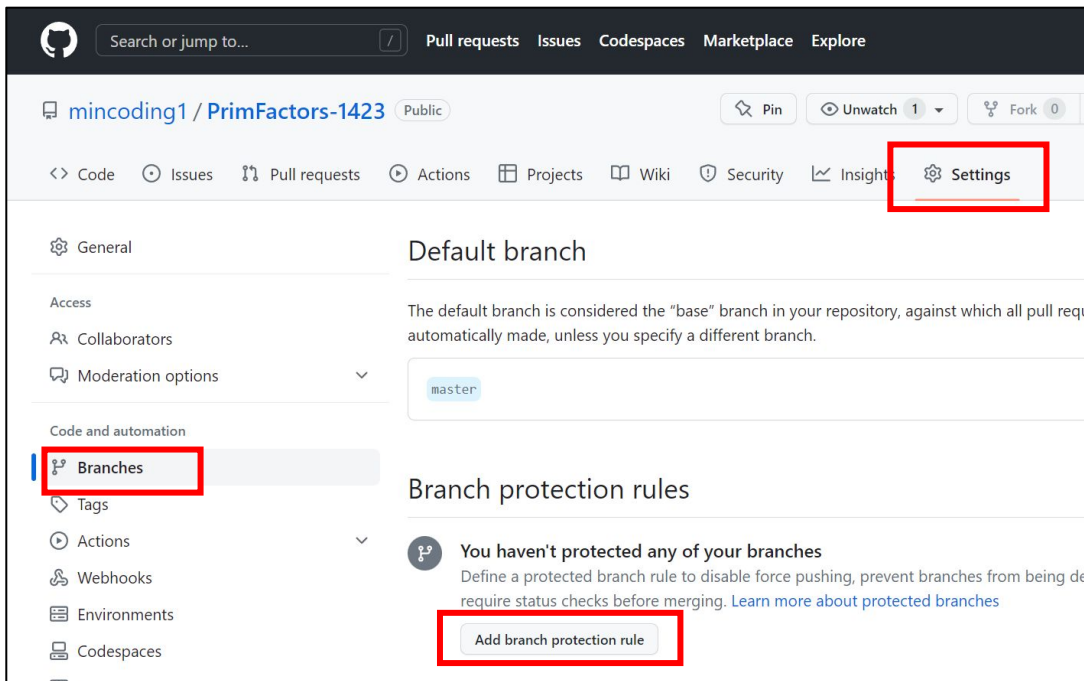 Search or jump to... /
Pull requests Issues Codespaces Marketplace Explore
mincoding1 / PrimFactors-1423 Public
Pin Unwatch 1 Fork 0
Code Issues Pull requests Actions Projects Wiki Security Insights Settings
General
Access
Collaborators
Moderation options
Code and automation
Branches
Tags
Actions
Webhooks
Environments
Codespaces
Default branch
The default branch is considered the “base” branch in your repository, against which all pull requ
automatically made, unless you specify a different branch.
master
Branch protection rules
You haven't protected any of your branches
Define a protected branch rule to disable force pushing, prevent branches from being de
require status checks before merging. Learn more about protected branches
Add branch protection rule